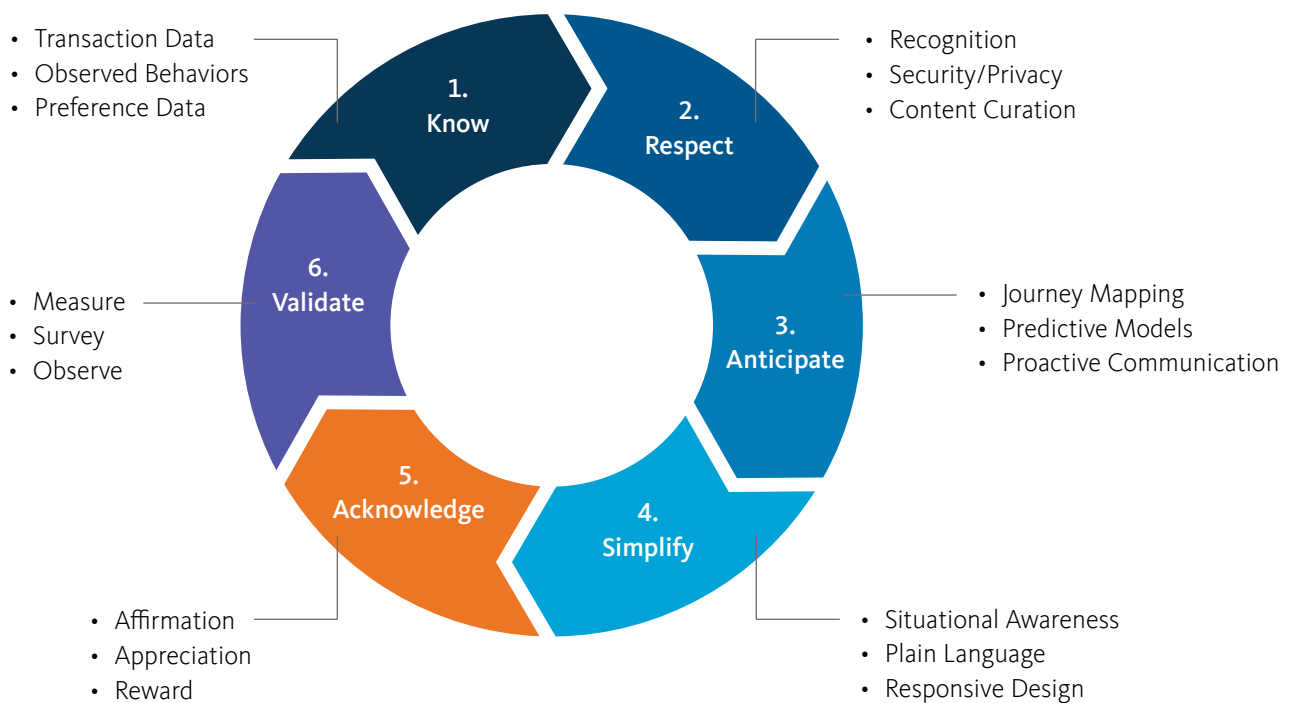 1.
Know
• Transaction Data
• Observed Behaviors
• Preference Data
2.
Respect
• Recognition
• Security/Privacy
• Content Curation
3.
Anticipate
• Journey Mapping
• Predictive Models
• Proactive Communication
4.
Simplify
• Situational Awareness
• Plain Language
• Responsive Design
5.
Acknowledge
• Affirmation
• Appreciation
• Reward
6.
Validate
• Measure
• Survey
• Observe